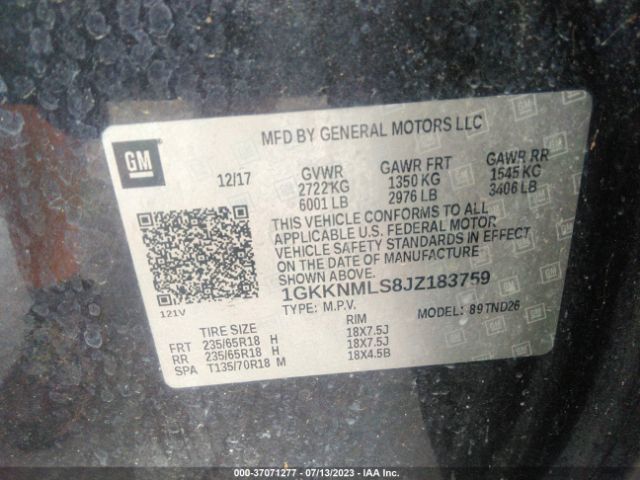 MFD BY GENERAL MOTORS LLC
GM
12/17 GVWR GAWR FRT GAWR RR
2722KG 1350 KG 1545 KG
6001 LB 2976 LB 3406 LB
THIS VEHICLE CONFORMS TO ALL
APPLICABLE U.S. FEDERAL MOTOR
VEHICLE SAFETY STANDARDS IN EFFECT
ON THE DATE OF MANUFACTURE
SHOWN ABOVE.
1GKKNMLS8JZ183759
TYPE: M.P.V. MODEL: 89TND26
121V
TIRE SIZE RIM
FRT 235/65R18 H 18X7.5J
RR 235/65R18 H 18X7.5J
SPA T135/70R18 M 18X4.5B
000-37071277 - 07/13/2023 - IAA Inc.